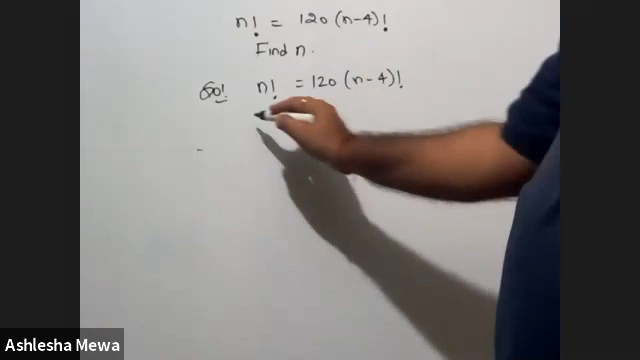 n! = 120 (n-4)!
Find n.
Sol: n! = 120 (n-4)!
Ashlesha Mewa